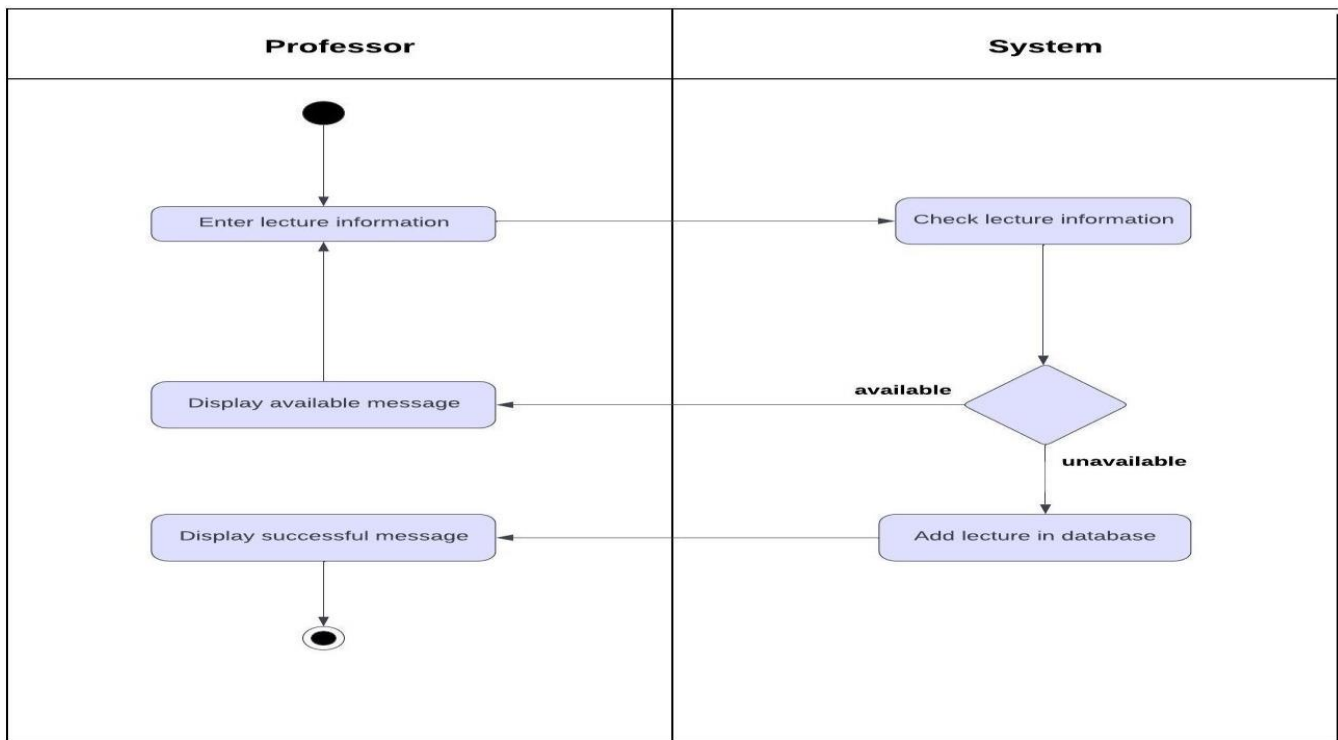 Professor
System
Enter lecture information
Check lecture information
available
Display available message
unavailable
Display successful message
Add lecture in database